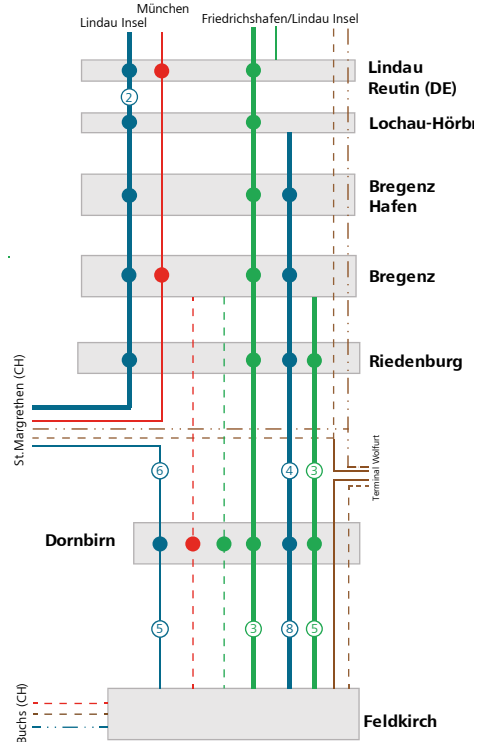 München
Lindau Insel
Friedrichshafen/Lindau Insel
Lindau
Reutin (DE)
2
Lochau-Hörbr
Bregenz
Hafen
Bregenz
Riedenburg
St.Margrethen (CH)
6
4
3
Terminal Wolfurt
Dornbirn
5
3
8
5
Buchs (CH)
Feldkirch